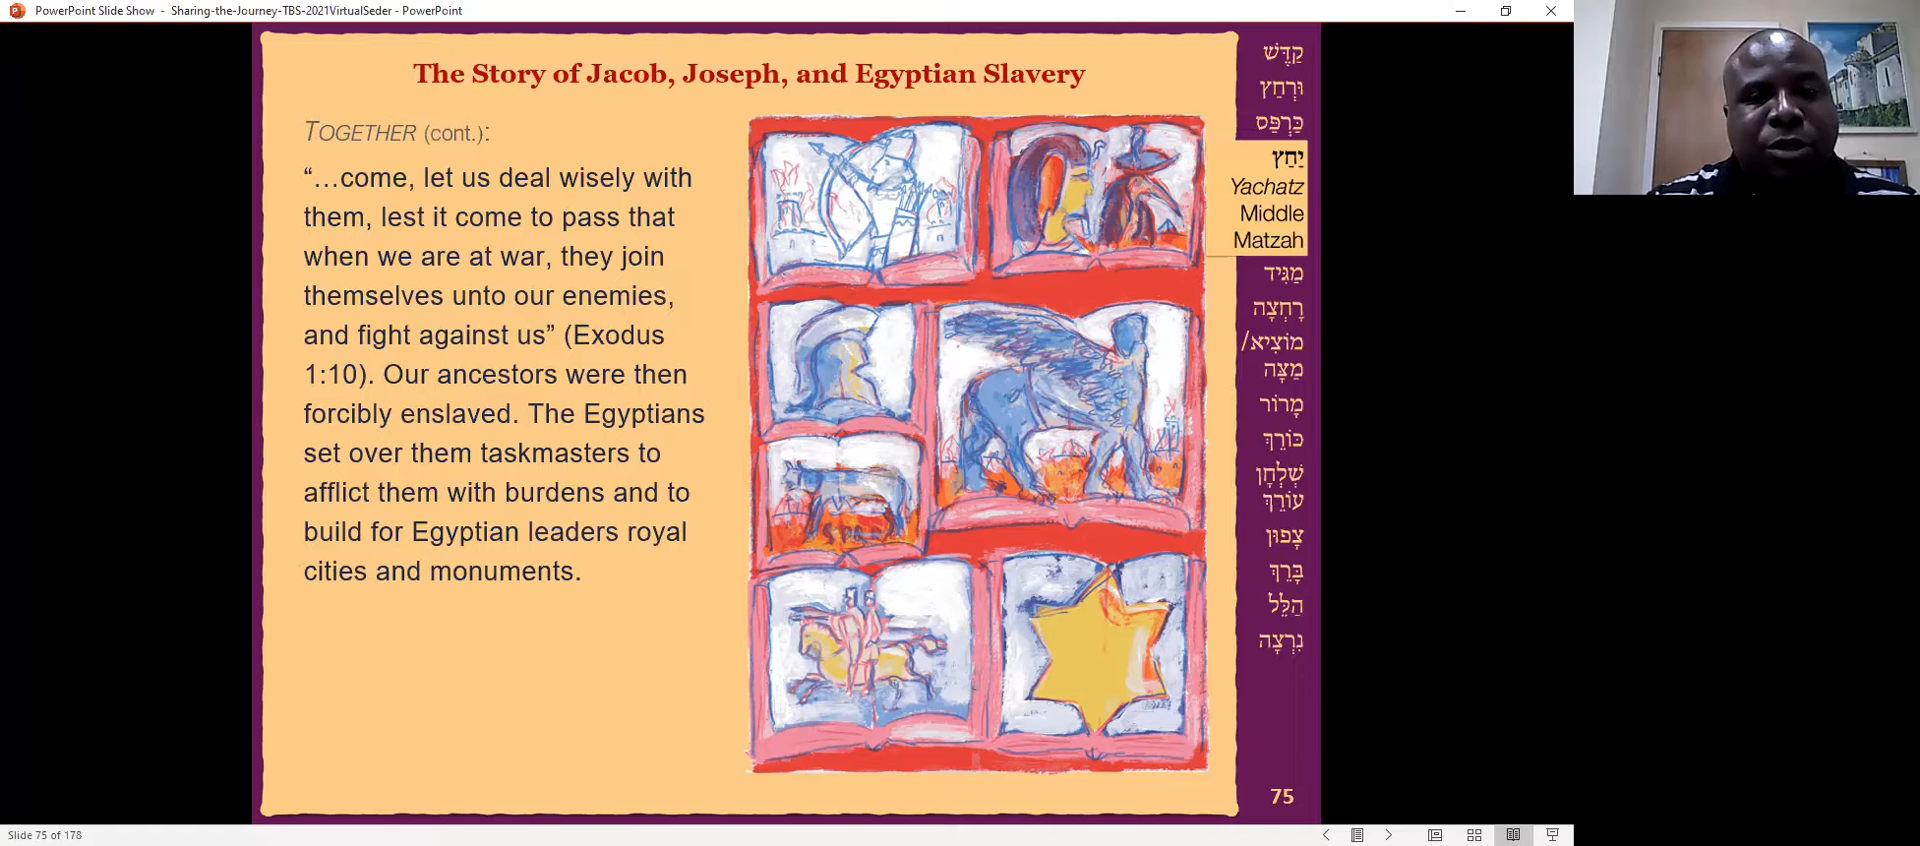 PowerPoint Slide Show - Sharing-the-Journey-TBS-2021VirtualSeder - PowerPoint
The Story of Jacob, Joseph, and Egyptian Slavery
TOGETHER (cont.):
“…come, let us deal wisely with
them, lest it come to pass that
when we are at war, they join
themselves unto our enemies,
and fight against us” (Exodus
1:10). Our ancestors were then
forcibly enslaved. The Egyptians
set over them taskmasters to
afflict them with burdens and to
build for Egyptian leaders royal
cities and monuments.
קַדֵּשׁ
וּרְחַץ
כַּרְפַּס
יַחַץ
Yachatz
Middle
Matzah
מַגִּיד
רָחְצָה
מוֹצִיא/
מַצָּה
מָרוֹר
כּוֹרֵךְ
שֻׁלְחָן
עוֹרֵךְ
צָפוּן
בָּרֵךְ
הַלֵּל
נִרְצָה
75
Slide 75 of 178